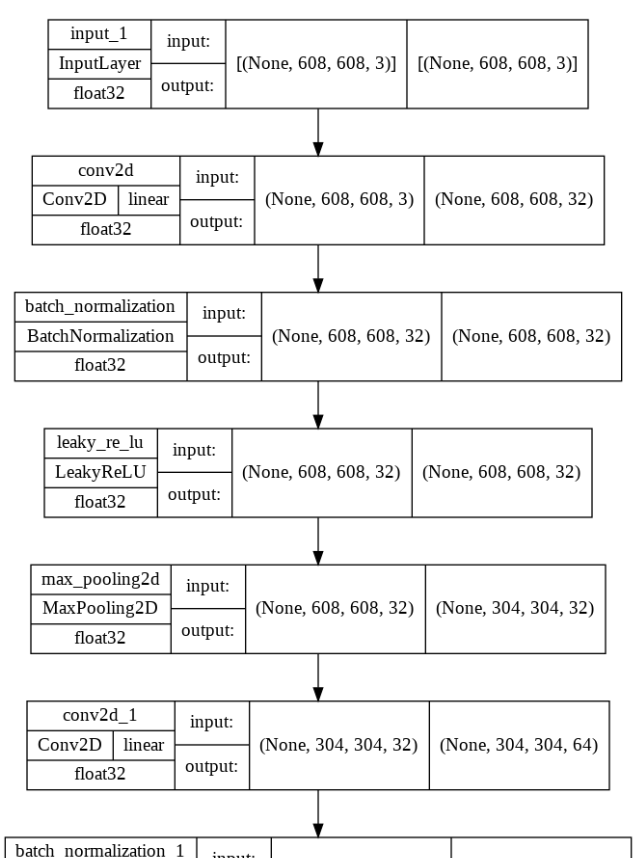 input_1
InputLayer
float32
input:
output:
[(None, 608, 608, 3)]
[(None, 608, 608, 3)]
conv2d
Conv2D linear
float32
input:
output:
(None, 608, 608, 3)
(None, 608, 608, 32)
batch_normalization
BatchNormalization
float32
input:
output:
(None, 608, 608, 32)
(None, 608, 608, 32)
leaky_re_lu
LeakyReLU
float32
input:
output:
(None, 608, 608, 32)
(None, 608, 608, 32)
max_pooling2d
MaxPooling2D
float32
input:
output:
(None, 608, 608, 32)
(None, 304, 304, 32)
conv2d_1
Conv2D linear
float32
input:
output:
(None, 304, 304, 32)
(None, 304, 304, 64)
batch_normalization_1
input: